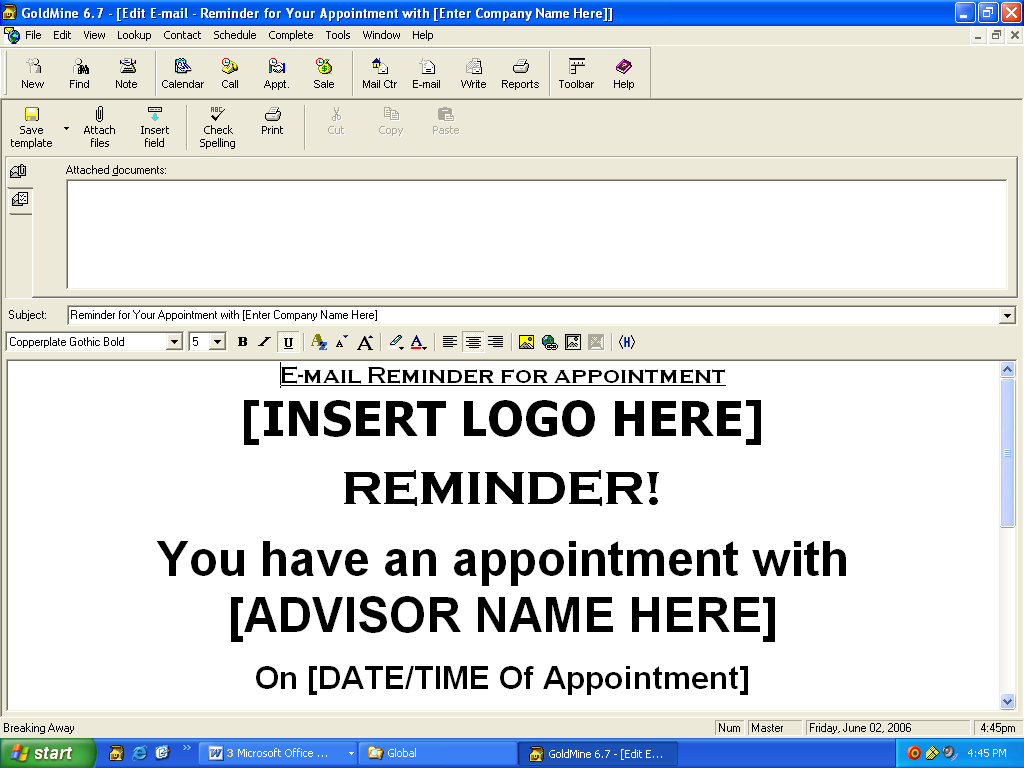 GoldMine 6.7 - [Edit E-mail - Reminder for Your Appointment with [Enter Company Name Here]]
File Edit View Lookup Contact Schedule Complete Tools Window Help
New Find Note Calendar Call Appt. Sale Mail Ctr E-mail Write Reports Toolbar Help
Save template Attach files Insert field Check Spelling Print Cut Copy Paste
Attached documents:
Subject: Reminder for Your Appointment with [Enter Company Name Here]
Copperplate Gothic Bold 5 B I U
E-mail Reminder for appointment
[INSERT LOGO HERE]
REMINDER!
You have an appointment with
[ADVISOR NAME HERE]
On [DATE/TIME Of Appointment]
Breaking Away Num Master Friday, June 02, 2006 4:45pm
start 3 Microsoft Office ... Global GoldMine 6.7 - [Edit E... 4:45 PM